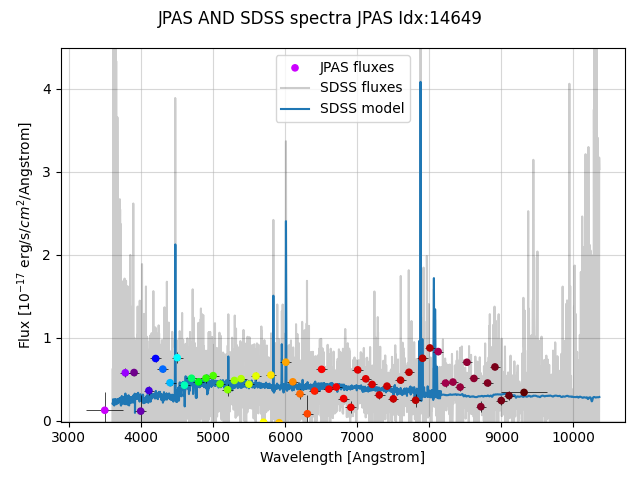 JPAS AND SDSS spectra JPAS Idx:14649
JPAS fluxes
SDSS fluxes
SDSS model
Flux [10^{-17} erg/s/cm^2/Angstrom]
4
3
2
1
0
3000 4000 5000 6000 7000 8000 9000 10000
Wavelength [Angstrom]